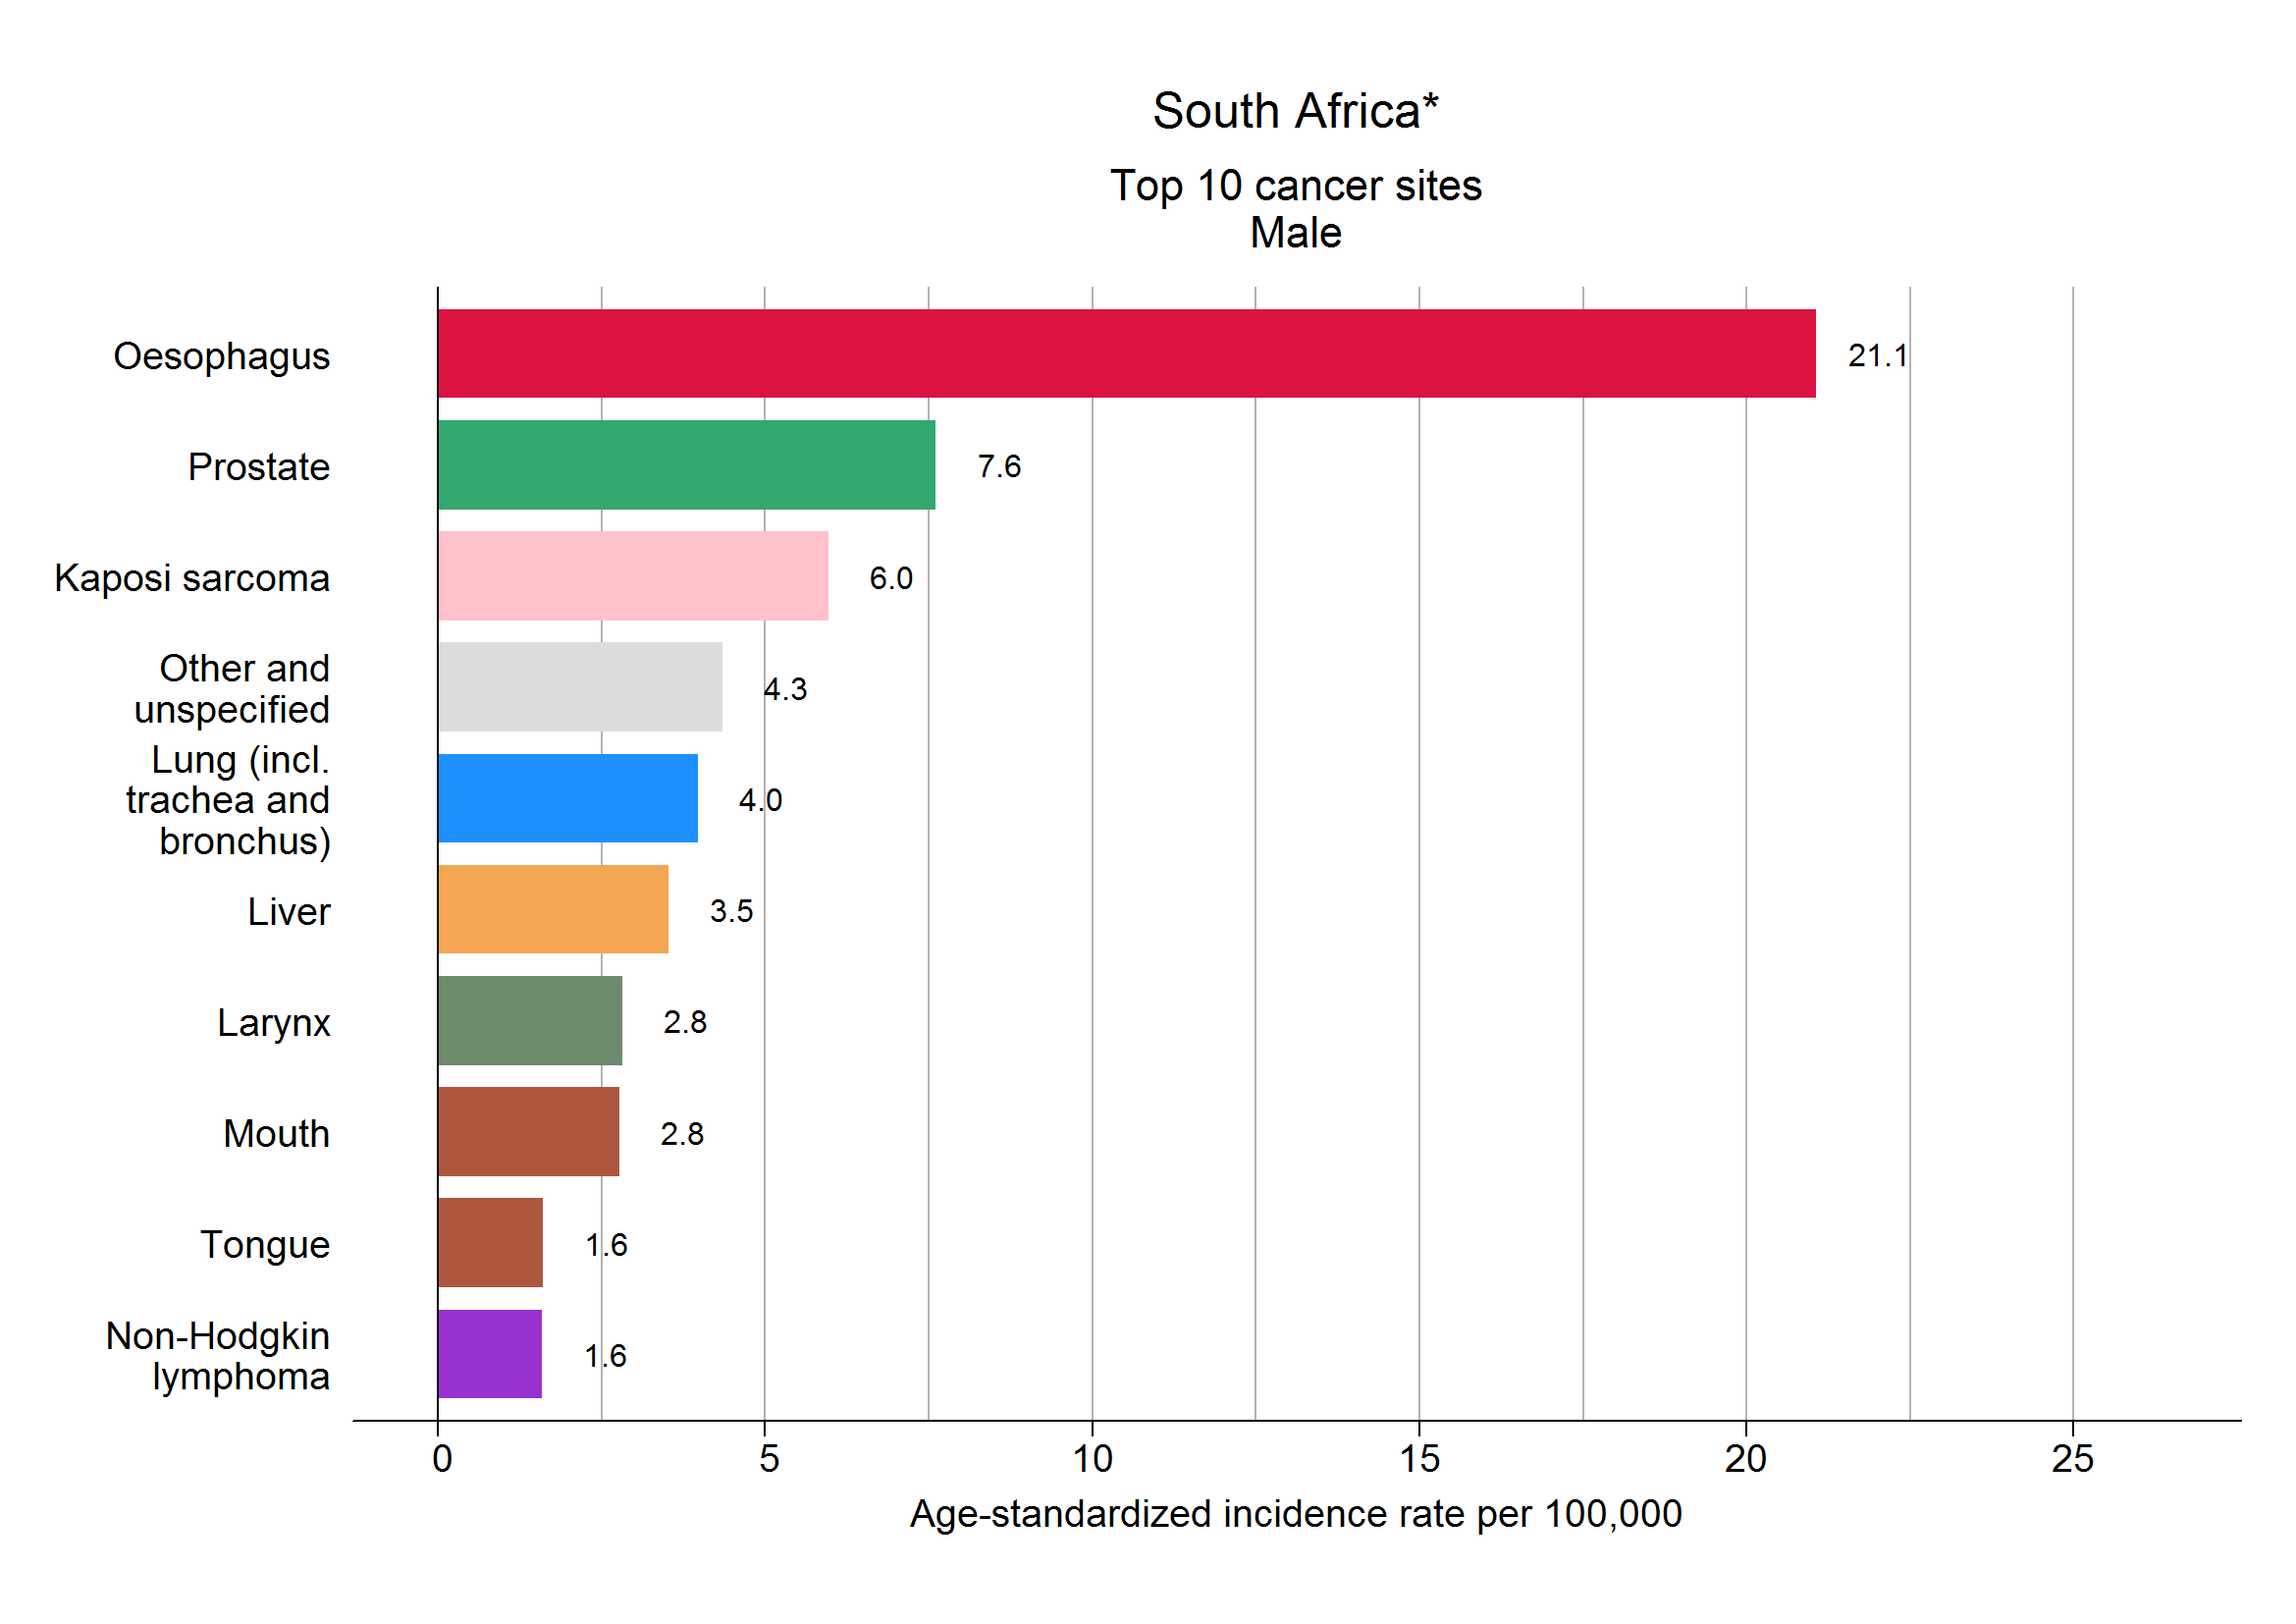 South Africa*
Top 10 cancer sites
Male
Oesophagus
21.1
Prostate
7.6
Kaposi sarcoma
6.0
Other and
unspecified
4.3
Lung (incl.
trachea and
bronchus)
4.0
Liver
3.5
Larynx
2.8
Mouth
2.8
Tongue
1.6
Non-Hodgkin
lymphoma
1.6
0 5 10 15 20 25
Age-standardized incidence rate per 100,000